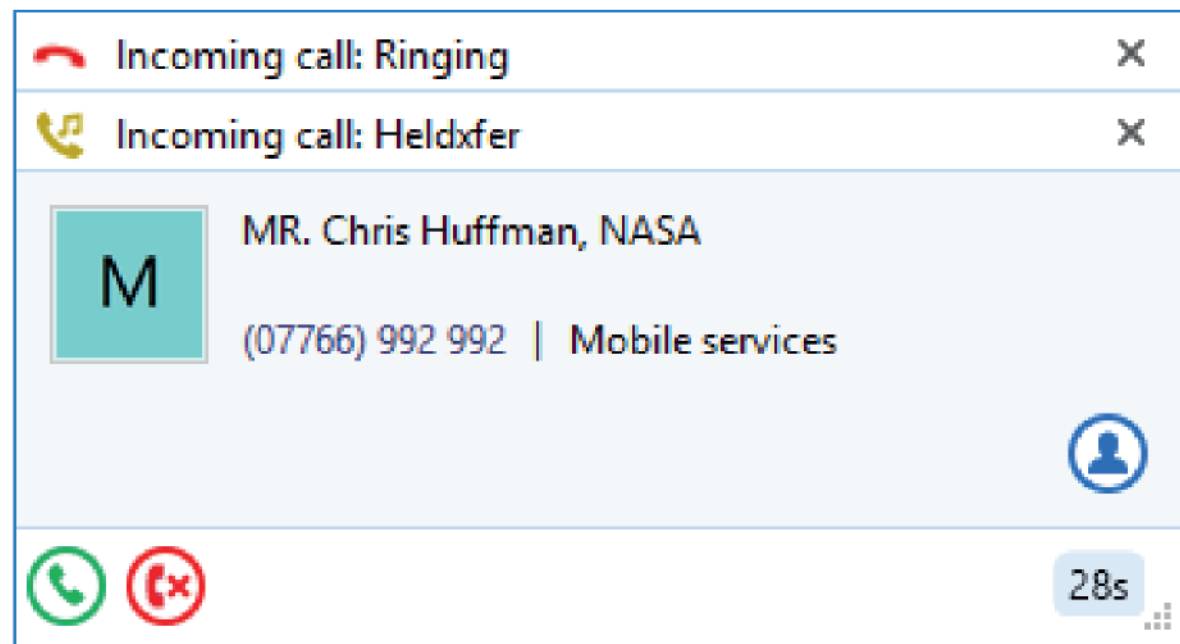 Incoming call: Ringing
Incoming call: Heldxfer
M
MR. Chris Huffman, NASA
(07766) 992 992 | Mobile services
28s